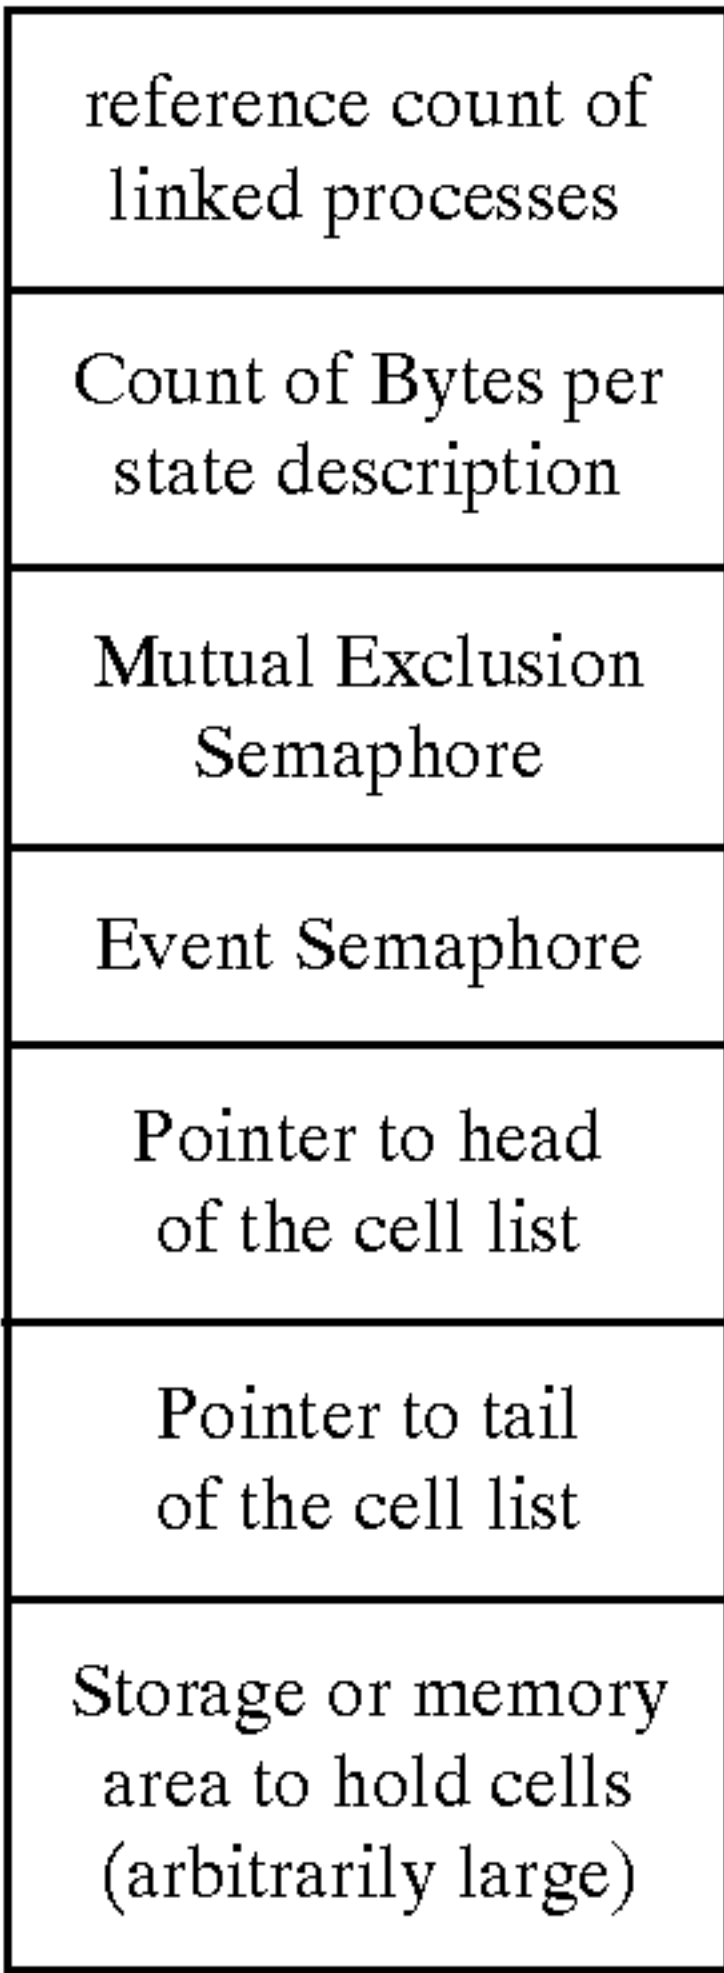 reference count of
linked processes
Count of Bytes per
state description
Mutual Exclusion
Semaphore
Event Semaphore
Pointer to head
of the cell list
Pointer to tail
of the cell list
Storage or memory
area to hold cells
(arbitrarily large)